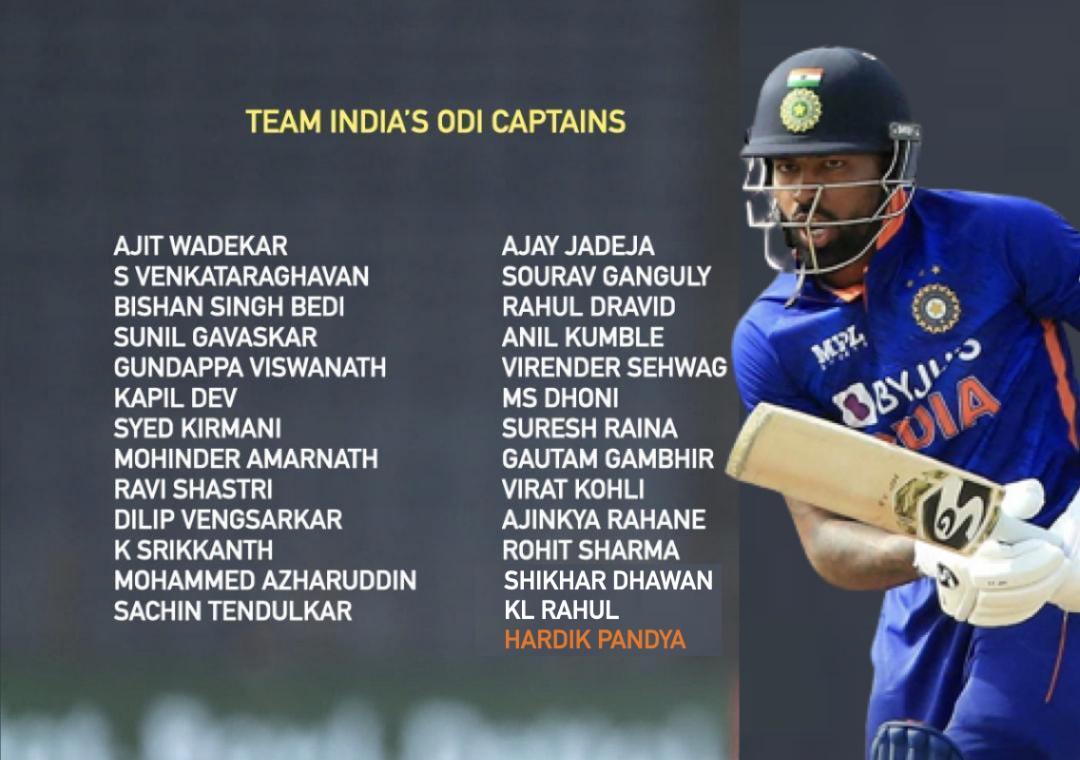 TEAM INDIA'S ODI CAPTAINS
AJIT WADEKAR
S VENKATARAGHAVAN
BISHAN SINGH BEDI
SUNIL GAVASKAR
GUNDAPPA VISWANATH
KAPIL DEV
SYED KIRMANI
MOHINDER AMARNATH
RAVI SHASTRI
DILIP VENGSARKAR
K SRIKKANTH
MOHAMMED AZHARUDDIN
SACHIN TENDULKAR
AJAY JADEJA
SOURAV GANGULY
RAHUL DRAVID
ANIL KUMBLE
VIRENDER SEHWAG
MS DHONI
SURESH RAINA
GAUTAM GAMBHIR
VIRAT KOHLI
AJINKYA RAHANE
ROHIT SHARMA
SHIKHAR DHAWAN
KL RAHUL
HARDIK PANDYA
MPL
BYJU'S
DIA